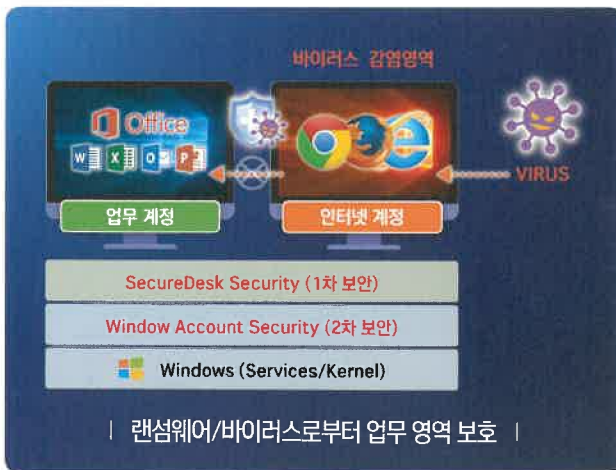 바이러스 감염영역
Office
W X O P
VIRUS
업무 계정
인터넷 계정
SecureDesk Security (1차 보안)
Window Account Security (2차 보안)
Windows (Services/Kernel)
| 랜섬웨어/바이러스로부터 업무 영역 보호 |